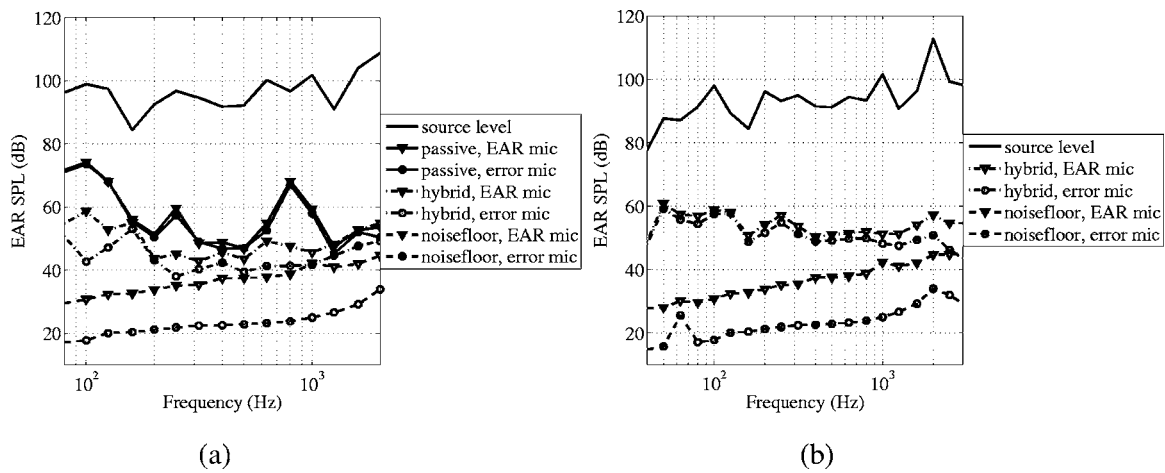 120
100
80
60
40
20
EAR SPL (dB)
10²
10³
Frequency (Hz)
source level
passive, EAR mic
passive, error mic
hybrid, EAR mic
hybrid, error mic
noisefloor, EAR mic
noisefloor, error mic
(a)
120
100
80
60
40
20
EAR SPL (dB)
10²
10³
Frequency (Hz)
source level
hybrid, EAR mic
hybrid, error mic
noisefloor, EAR mic
noisefloor, error mic
(b)